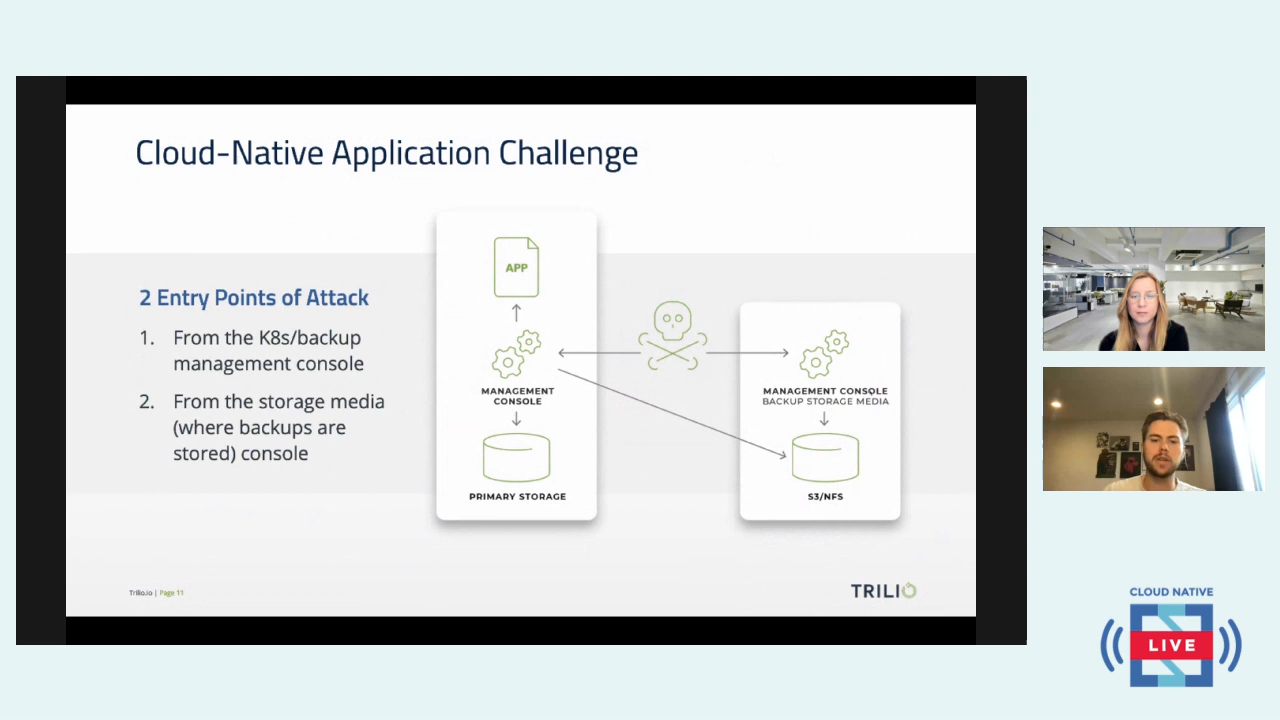 Cloud-Native Application Challenge
2 Entry Points of Attack
1. From the K8s/backup
management console
2. From the storage media
(where backups are
stored) console
APP
MANAGEMENT
CONSOLE
PRIMARY STORAGE
MANAGEMENT CONSOLE
BACKUP STORAGE MEDIA
S3/NFS
Trilio.io | Page 11
TRILIO
CLOUD NATIVE
LIVE